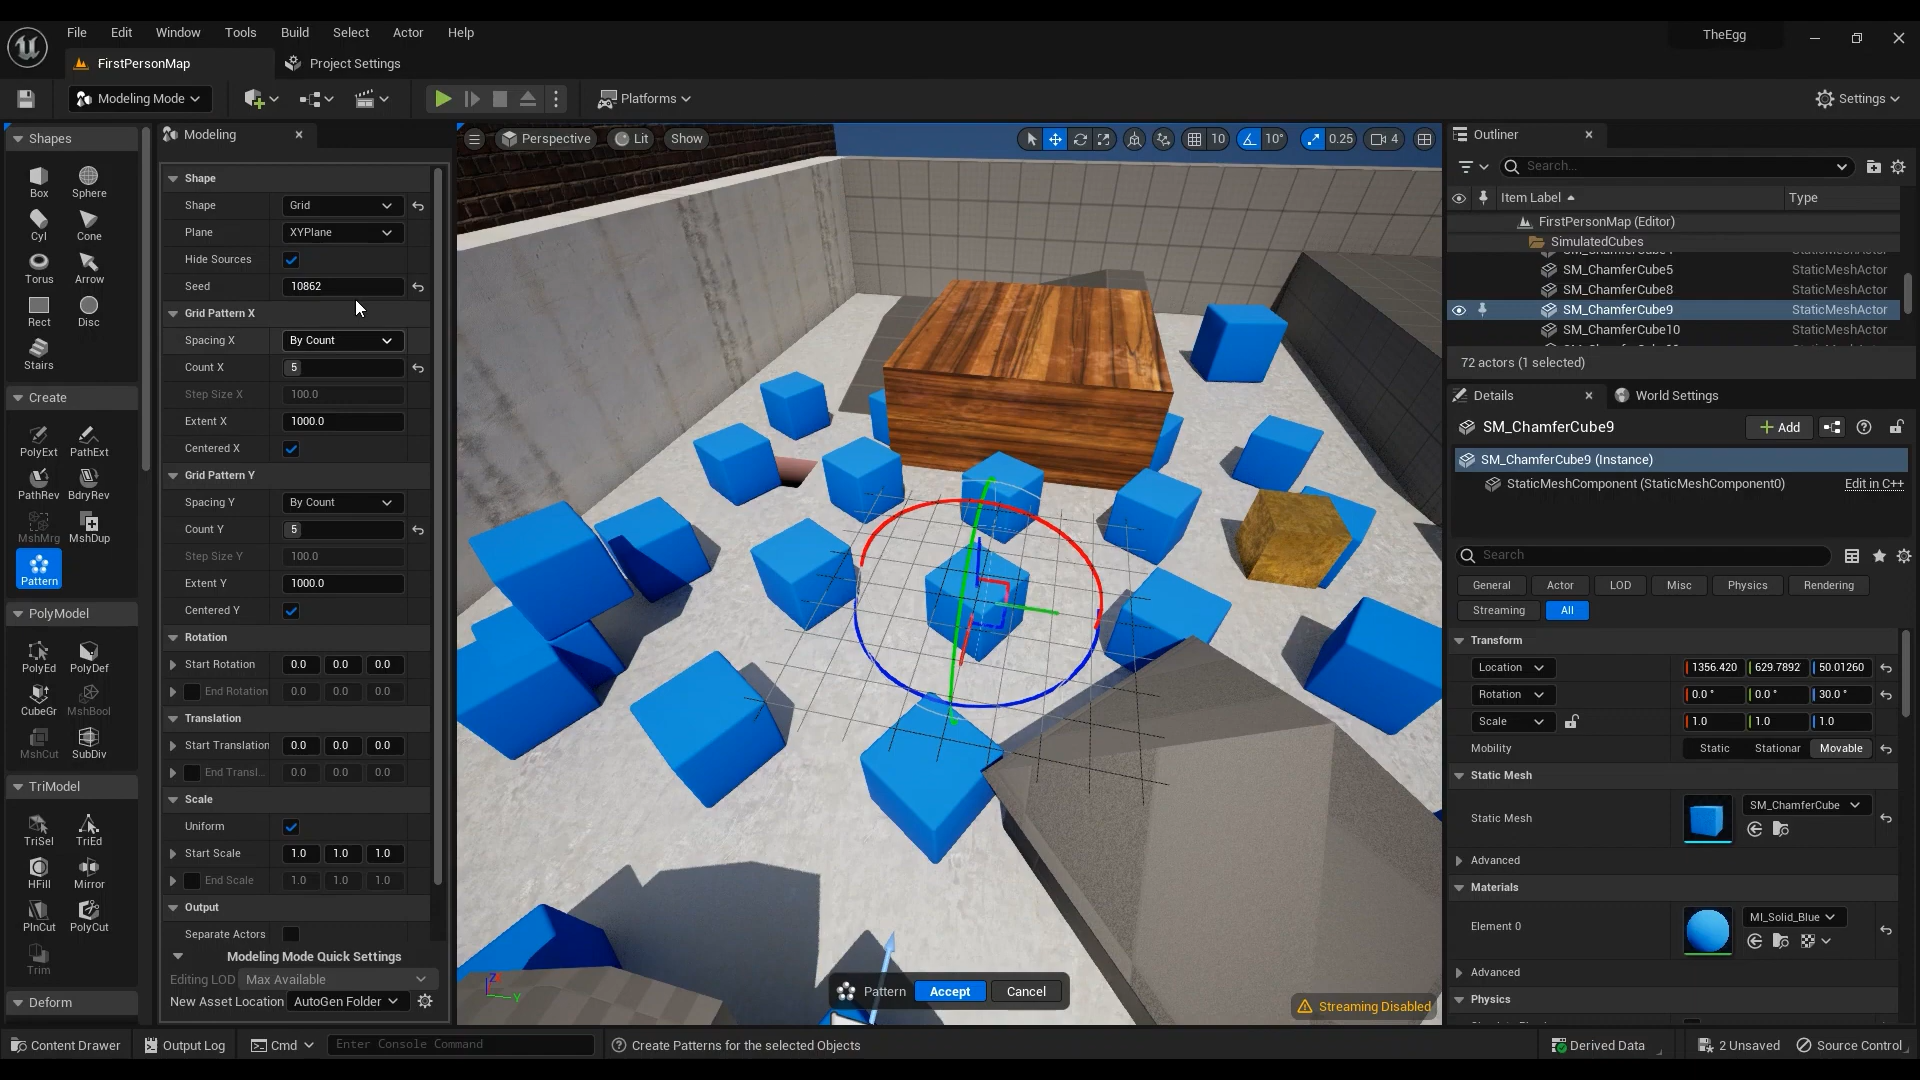 File Edit Window Tools Build Select Actor Help
TheEgg
FirstPersonMap
Project Settings
Modeling Mode
Platforms
Settings
Shapes
Box Sphere
Cyl Cone
Torus Arrow
Rect Disc
Stairs
Create
PolyExt PathExt
PathRev BdryRev
MshMrg MshDup
Pattern
PolyModel
PolyEd PolyDef
CubeGr MshBool
MshCut SubDiv
TriModel
TriSel TriEd
HFill Mirror
PlnCut PolyCut
Trim
Deform
Modeling
Shape
Shape Grid
Plane XYPlane
Hide Sources
Seed 10862
Grid Pattern X
Spacing X By Count
Count X 5
Step Size X 100.0
Extent X 1000.0
Centered X
Grid Pattern Y
Spacing Y By Count
Count Y 5
Step Size Y 100.0
Extent Y 1000.0
Centered Y
Rotation
Start Rotation 0.0 0.0 0.0
End Rotation 0.0 0.0 0.0
Translation
Start Translation 0.0 0.0 0.0
End Transl... 0.0 0.0 0.0
Scale
Uniform
Start Scale 1.0 1.0 1.0
End Scale 1.0 1.0 1.0
Output
Separate Actors
Modeling Mode Quick Settings
Editing LOD Max Available
New Asset Location AutoGen Folder
Perspective Lit Show
10 10° 0.25 4
Z
Y
Pattern Accept Cancel
Streaming Disabled
Outliner
Search...
Item Label Type
FirstPersonMap (Editor)
SimulatedCubes
SM_ChamferCube5 StaticMeshActor
SM_ChamferCube8 StaticMeshActor
SM_ChamferCube9 StaticMeshActor
SM_ChamferCube10 StaticMeshActor
72 actors (1 selected)
Details
World Settings
SM_ChamferCube9
Add
SM_ChamferCube9 (Instance)
StaticMeshComponent (StaticMeshComponent0) Edit in C++
Search
General Actor LOD Misc Physics Rendering
Streaming All
Transform
Location 1356.420 629.7892 50.01260
Rotation 0.0° 0.0° 30.0°
Scale 1.0 1.0 1.0
Mobility Static Stationar Movable
Static Mesh
Static Mesh SM_ChamferCube
Advanced
Materials
Element 0 MI_Solid_Blue
Advanced
Physics
Content Drawer Output Log Cmd Enter Console Command Create Patterns for the selected Objects Derived Data 2 Unsaved Source Control